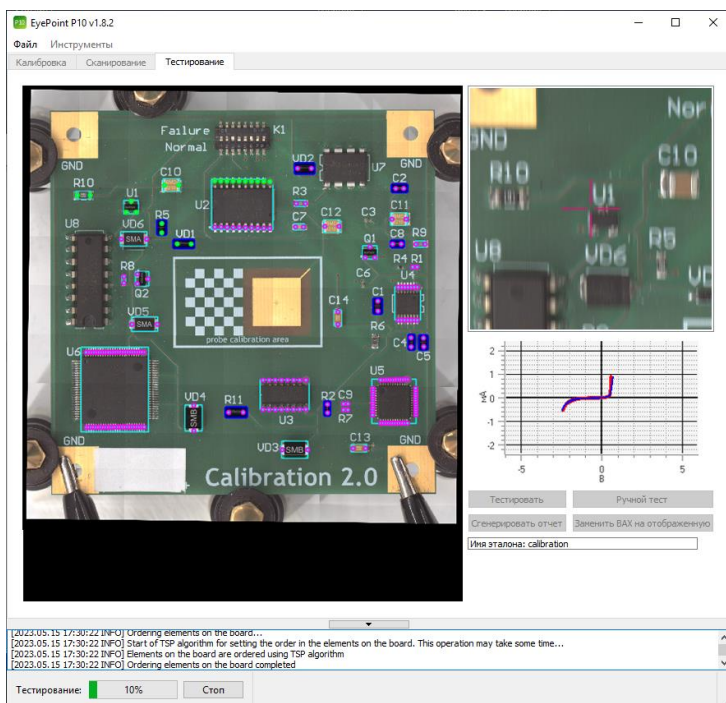 EyePoint P10 v1.8.2
Файл Инструменты
Калибровка Сканирование Тестирование
Failure
Normal
K1
GND
GND
VD2
U7
C10
R10
C2
U1
U2
R3
R5
C7
C12
C3
C11
VD6
SMA
VD1
Q1
C8
R9
U8
R4
R1
R8
Q2
C6
U4
C1
VD5
SMA
C14
probe calibration area
R6
C4
C5
U6
U5
VD4
SMB
R11
R2
C9
R7
U3
GND
VD3
SMB
C13
GND
Calibration 2.0
Nor
GND
R10
C10
U1
U8
VD6
R5
VD
мА
2
1
0
-1
-2
-5
0
5
В
Тестировать Ручной тест
Сгенерировать отчет Заменить ВАХ на отображенную
Имя эталона: calibration
[2023.05.15 17:30:22 INFO] Ordering elements on the board...
[2023.05.15 17:30:22 INFO] Start of TSP algorithm for setting the order in the elements on the board. This operation may take some time...
[2023.05.15 17:30:22 INFO] Elements on the board are ordered using TSP algorithm
[2023.05.15 17:30:22 INFO] Ordering elements on the board completed
Тестирование: 10% Стоп